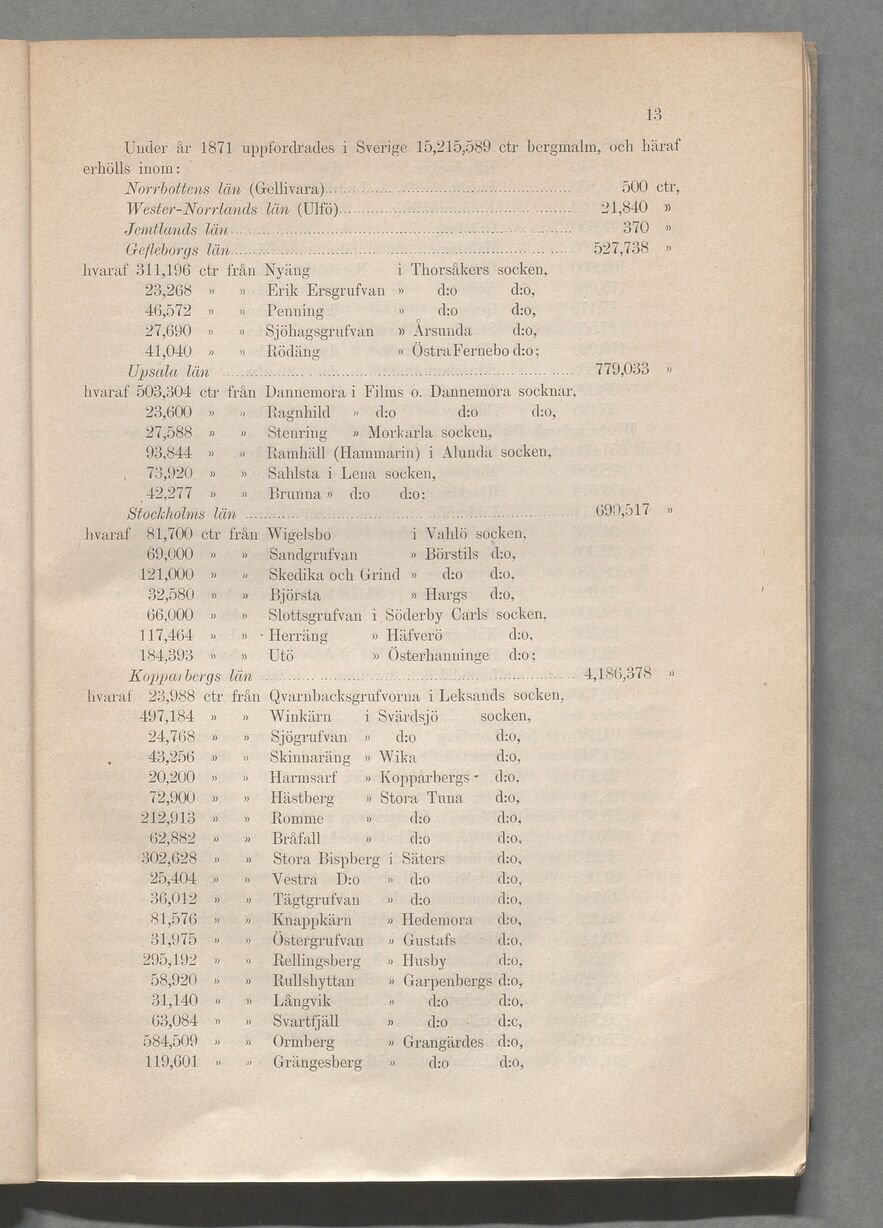 13
Under år 1871 uppfordrades i Sverige 15,215,589 ctr bergmalm, och häraf
erhölls inom:
Norrbottens län (Gellivara) 500 ctr,
Wester-Norrlands län (Ulfö) 21,840 »
Jemtlands län 370 »
Gefleborgs län 527,738 »
hvaraf 311,196 ctr från Nyäng i Thorsåkers socken,
23,268 » » Erik Ersgrufvan » d:o d:o,
46,572 » » Penning » d:o d:o,
27,690 » » Sjöhagsgrufvan » Årsunda d:o,
41,040 » » Rödäng » Östra Fernebo d:o;
Upsala län 779,033 »
hvaraf 503,304 ctr från Dannemora i Films o. Dannemora socknar,
23,600 » » Ragnhild » d:o d:o d:o,
27,588 » » Stenring » Morkarla socken,
93,844 » » Ramhäll (Hammarin) i Alunda socken,
73,920 » » Sahlsta i Lena socken,
42,277 » » Brunna » d:o d:o;
Stockholms län 690,517 »
hvaraf 81,700 ctr från Wigelsbo i Vahlö socken,
69,000 » » Sandgrufvan » Börstils d:o,
121,000 » » Skedika och Grind » d:o d:o,
32,580 » » Björsta » Hargs d:o,
66,000 » » Slottsgrufvan i Söderby Carls socken,
117,464 » » Herräng » Häfverö d:o,
184,393 » » Utö » Österhanninge d:o;
Kopparbergs län 4,186,378 »
hvaraf 23,988 ctr från Qvarnbacksgrufvorna i Leksands socken,
497,184 » » Winkärn i Svärdsjö socken,
24,768 » » Sjögrufvan » d:o d:o,
43,256 » » Skinnaräng » Wika d:o,
20,200 » » Harmsarf » Kopparbergs - d:o,
72,900 » » Hästberg » Stora Tuna d:o,
212,913 » » Romme » d:o d:o,
62,882 » » Bråfall » d:o d:o,
302,628 » » Stora Bispberg i Säters d:o,
25,404 » » Vestra D:o » d:o d:o,
36,012 » » Tägtgrufvan » d:o d:o,
81,576 » » Knappkärn » Hedemora d:o,
31,975 » » Östergrufvan » Gustafs d:o,
295,192 » » Rellingsberg » Husby d:o,
58,920 » » Rullshyttan » Garpenbergs d:o,
31,140 » » Långvik » d:o d:o,
63,084 » » Svartfjäll » d:o d:c,
584,509 » » Ormberg » Grangärdes d:o,
119,601 » » Grängesberg » d:o d:o,